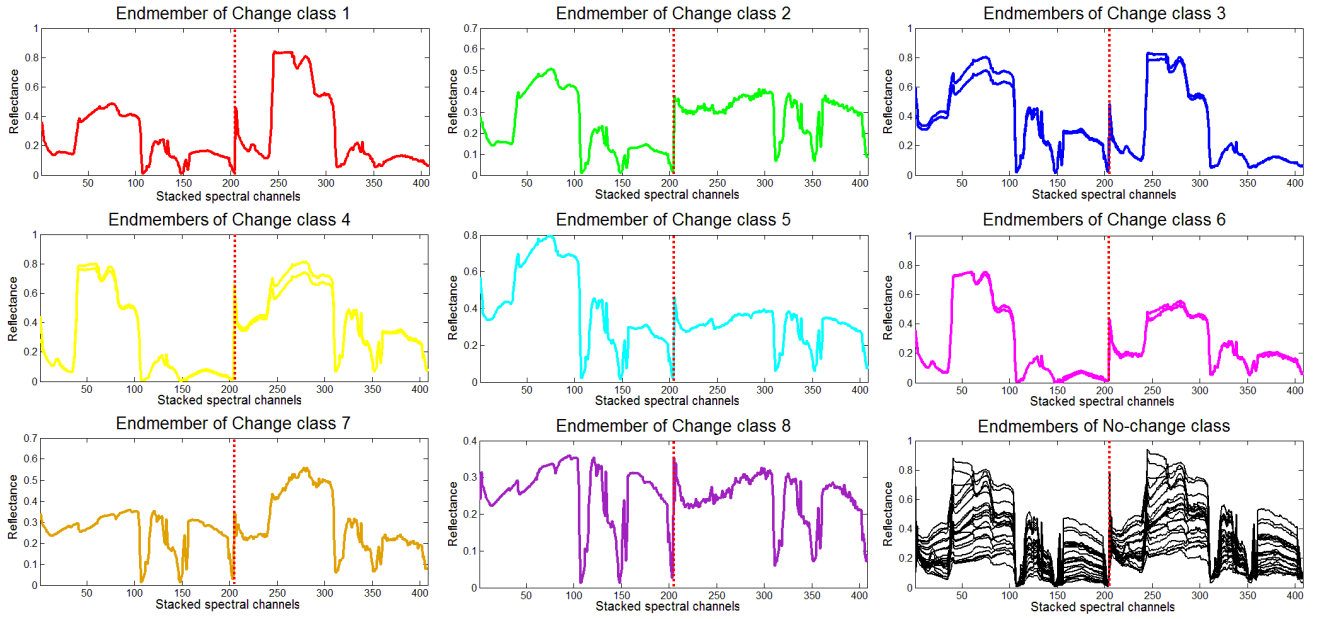 Endmember of Change class 1
Reflectance
1
0.8
0.6
0.4
0.2
0
50 100 150 200 250 300 350 400
Stacked spectral channels
Endmember of Change class 2
Reflectance
0.7
0.6
0.5
0.4
0.3
0.2
0.1
0
50 100 150 200 250 300 350 400
Stacked spectral channels
Endmembers of Change class 3
Reflectance
1
0.8
0.6
0.4
0.2
0
50 100 150 200 250 300 350 400
Stacked spectral channels
Endmembers of Change class 4
Reflectance
1
0.8
0.6
0.4
0.2
0
50 100 150 200 250 300 350 400
Stacked spectral channels
Endmember of Change class 5
Reflectance
0.8
0.6
0.4
0.2
0
50 100 150 200 250 300 350 400
Stacked spectral channels
Endmembers of Change class 6
Reflectance
1
0.8
0.6
0.4
0.2
0
50 100 150 200 250 300 350 400
Stacked spectral channels
Endmember of Change class 7
Reflectance
0.7
0.6
0.5
0.4
0.3
0.2
0.1
0
50 100 150 200 250 300 350 400
Stacked spectral channels
Endmember of Change class 8
Reflectance
0.4
0.3
0.2
0.1
0
50 100 150 200 250 300 350 400
Stacked spectral channels
Endmembers of No-change class
Reflectance
1
0.8
0.6
0.4
0.2
0
50 100 150 200 250 300 350 400
Stacked spectral channels